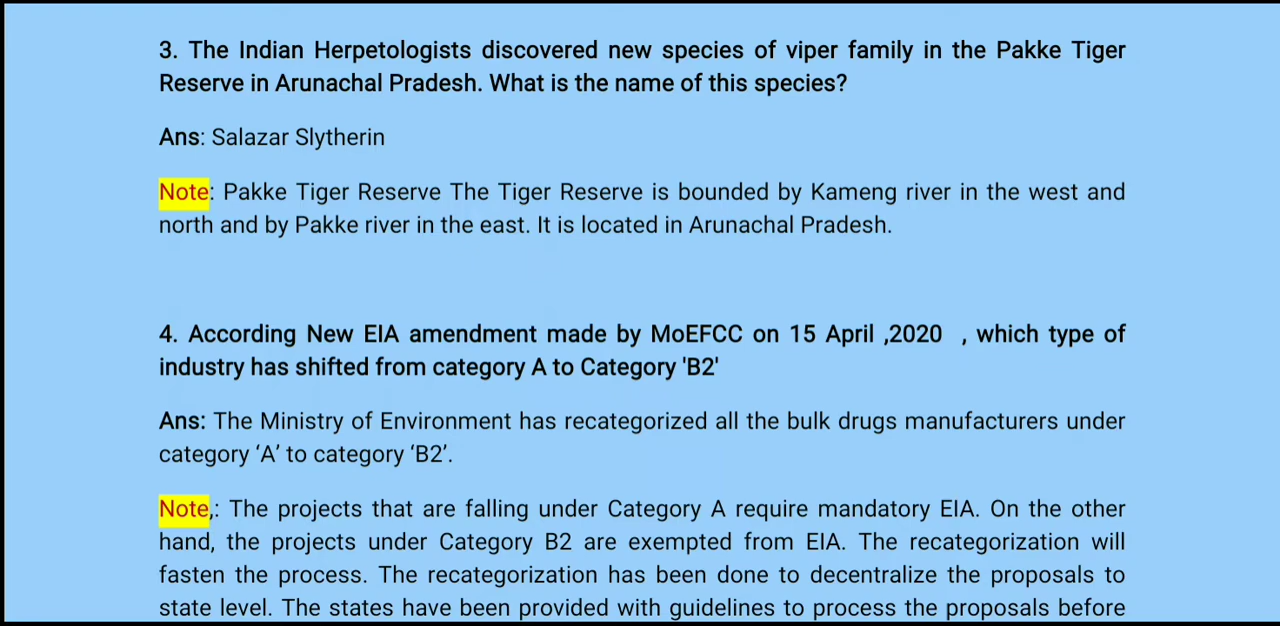 3. The Indian Herpetologists discovered new species of viper family in the Pakke Tiger
Reserve in Arunachal Pradesh. What is the name of this species?
Ans: Salazar Slytherin
Note: Pakke Tiger Reserve The Tiger Reserve is bounded by Kameng river in the west and
north and by Pakke river in the east. It is located in Arunachal Pradesh.
4. According New EIA amendment made by MoEFCC on 15 April ,2020 , which type of
industry has shifted from category A to Category 'B2'
Ans: The Ministry of Environment has recategorized all the bulk drugs manufacturers under
category ‘A’ to category ‘B2’.
Note,: The projects that are falling under Category A require mandatory EIA. On the other
hand, the projects under Category B2 are exempted from EIA. The recategorization will
fasten the process. The recategorization has been done to decentralize the proposals to
state level. The states have been provided with guidelines to process the proposals before